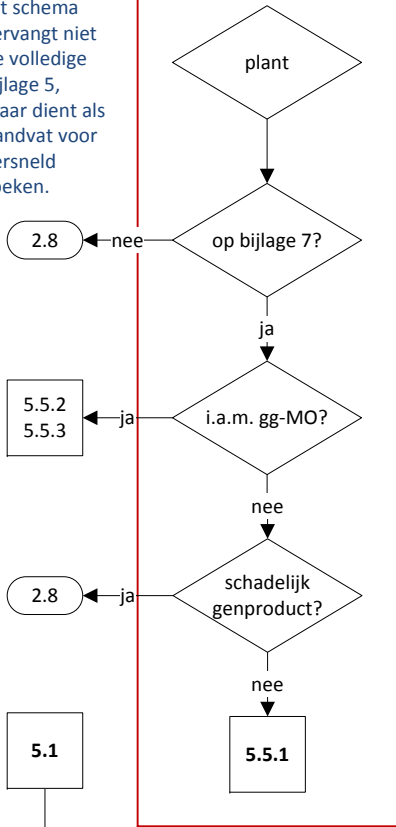 t schema
ervangt niet
e volledige
jlage 5,
aar dient als
andvat voor
ersneld
oeken.
plant
op bijlage 7?
nee
2.8
ja
i.a.m. gg-MO?
ja
5.5.2
5.5.3
nee
schadelijk
genproduct?
ja
2.8
nee
5.1
5.5.1